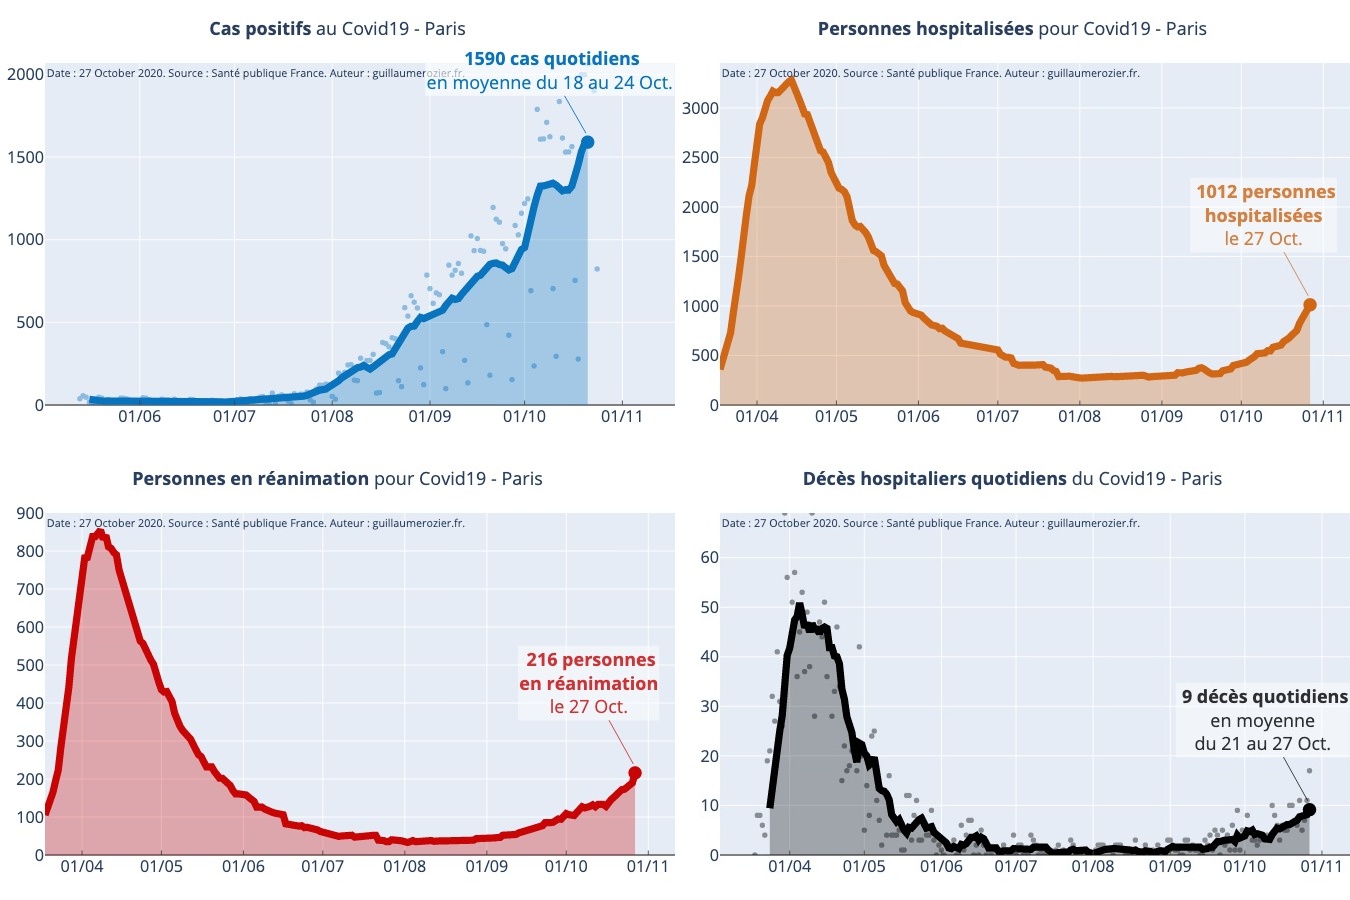 Cas positifs au Covid19 - Paris
1590 cas quotidiens
en moyenne du 18 au 24 Oct.
Date : 27 October 2020. Source : Santé publique France. Auteur : guillaumerozier.fr.
2000
1500
1000
500
0
01/06 01/07 01/08 01/09 01/10 01/11
Personnes hospitalisées pour Covid19 - Paris
Date : 27 October 2020. Source : Santé publique France. Auteur : guillaumerozier.fr.
3000
2500
2000
1500
1000
500
0
1012 personnes
hospitalisées
le 27 Oct.
01/04 01/05 01/06 01/07 01/08 01/09 01/10 01/11
Personnes en réanimation pour Covid19 - Paris
Date : 27 October 2020. Source : Santé publique France. Auteur : guillaumerozier.fr.
900
800
700
600
500
400
300
200
100
0
216 personnes
en réanimation
le 27 Oct.
01/04 01/05 01/06 01/07 01/08 01/09 01/10 01/11
Décès hospitaliers quotidiens du Covid19 - Paris
Date : 27 October 2020. Source : Santé publique France. Auteur : guillaumerozier.fr.
60
50
40
30
20
10
0
9 décès quotidiens
en moyenne
du 21 au 27 Oct.
01/04 01/05 01/06 01/07 01/08 01/09 01/10 01/11